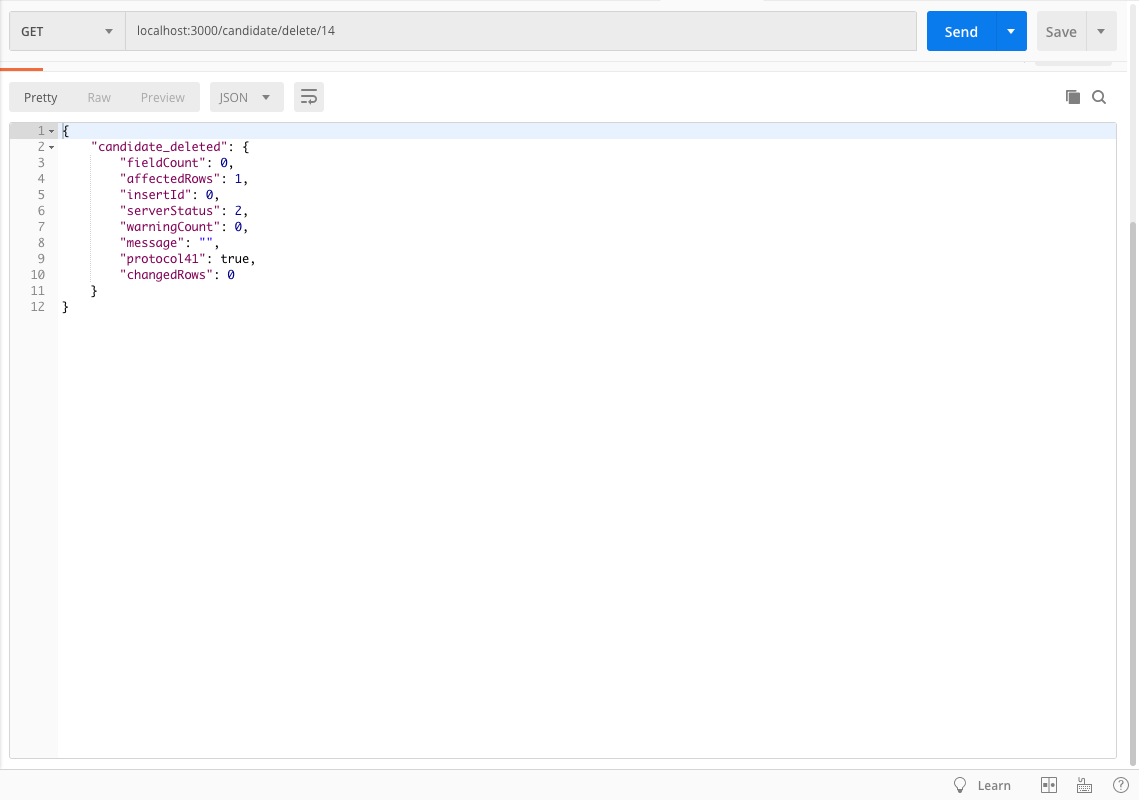 GET localhost:3000/candidate/delete/14 Send Save
Pretty Raw Preview JSON
1 {
2 "candidate_deleted": {
3 "fieldCount": 0,
4 "affectedRows": 1,
5 "insertId": 0,
6 "serverStatus": 2,
7 "warningCount": 0,
8 "message": "",
9 "protocol41": true,
10 "changedRows": 0
11 }
12 }
Learn